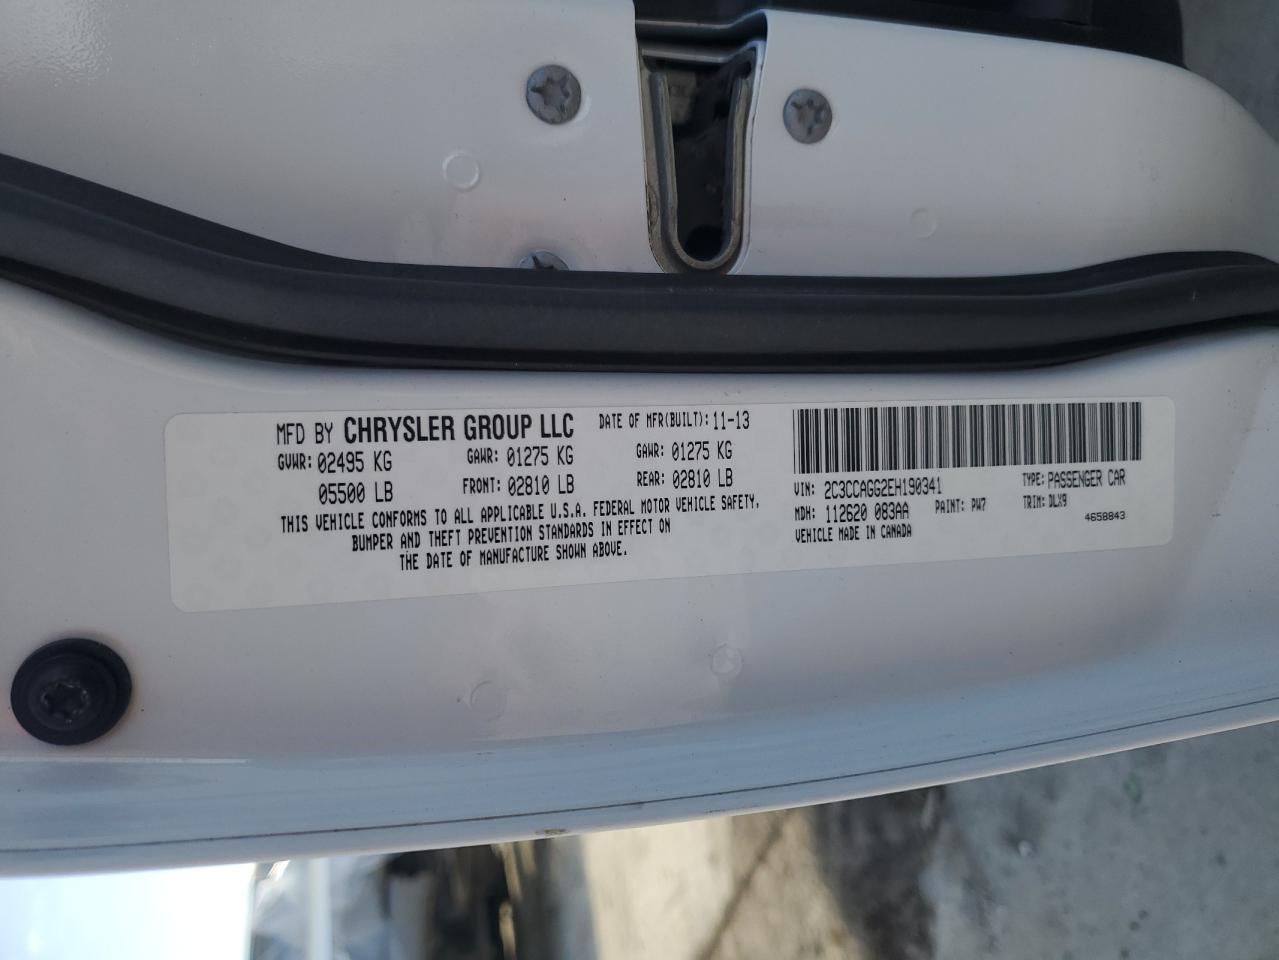 MFD BY CHRYSLER GROUP LLC DATE OF MFR(BUILT): 11-13
GVWR: 02495 KG GAWR: 01275 KG GAWR: 01275 KG
05500 LB FRONT: 02810 LB REAR: 02810 LB
THIS VEHICLE CONFORMS TO ALL APPLICABLE U.S.A. FEDERAL MOTOR VEHICLE SAFETY,
BUMPER AND THEFT PREVENTION STANDARDS IN EFFECT ON
THE DATE OF MANUFACTURE SHOWN ABOVE.
VIN: 2C3CCAGG2EH190341 TYPE: PASSENGER CAR
MDH: 112620 083AA PAINT: PW7 TRIM: DLX9
VEHICLE MADE IN CANADA 4658843